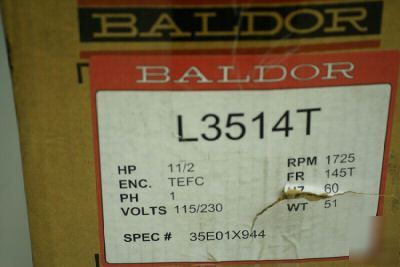 BALDOR
BALDOR
L3514T
HP 11/2 RPM 1725
ENC. TEFC FR 145T
PH 1 HZ 60
VOLTS 115/230 WT 51
SPEC # 35E01X944